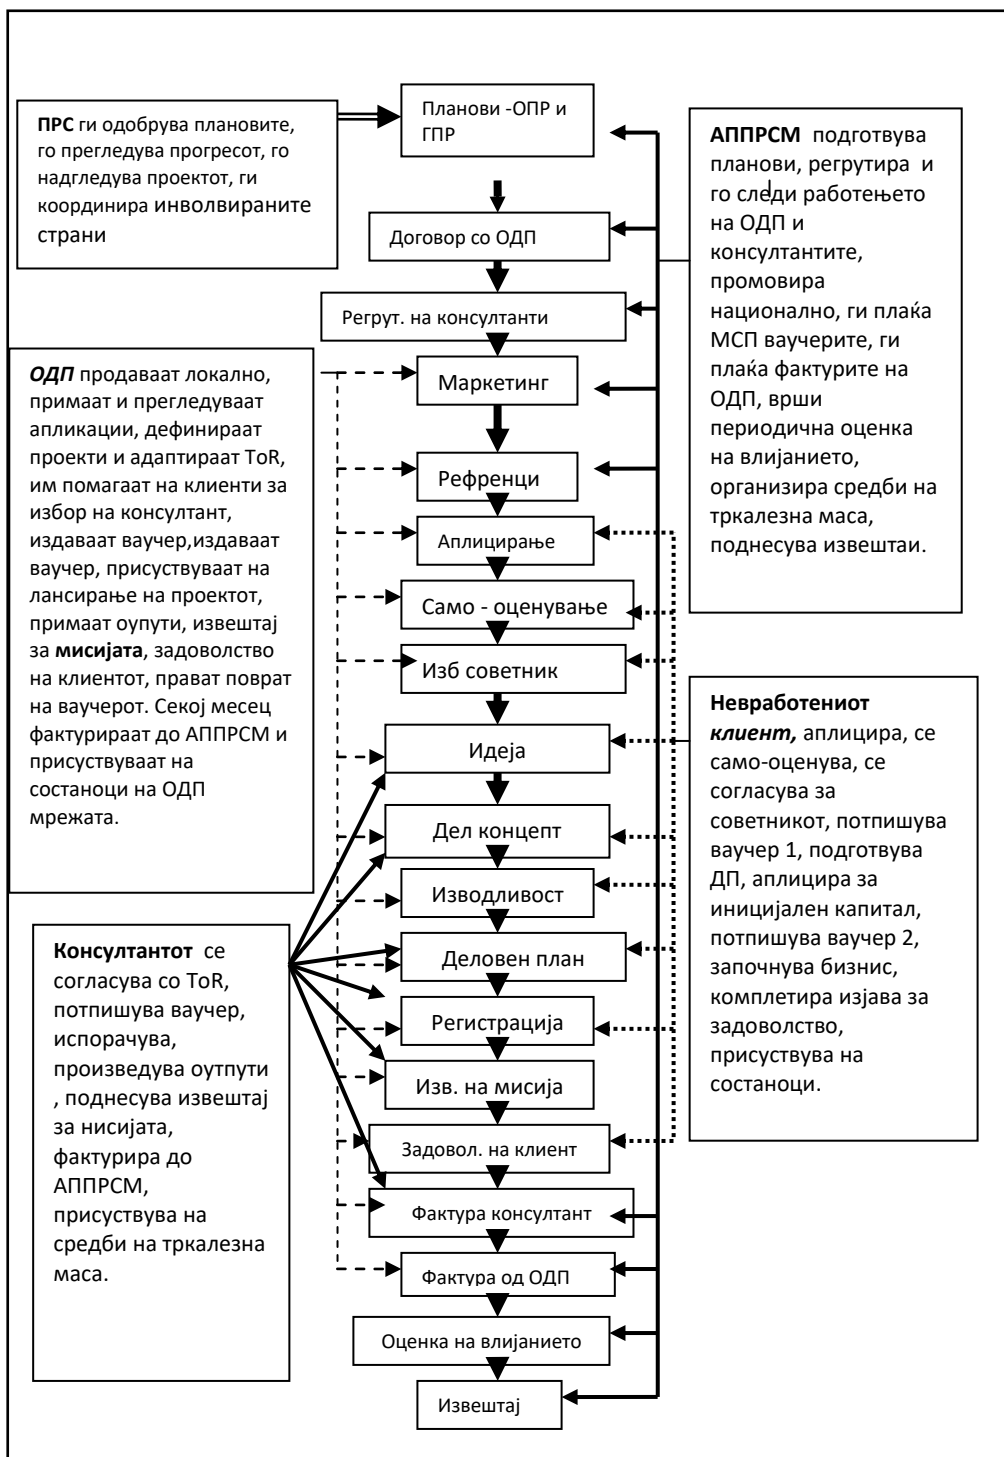 ПРС ги одобрува плановите,
го прегледува прогресот, го
надгледува проектот, ги
координира инволвираните
страни
Планови -ОПР и
ГПР
АППРСМ подготвува
планови, регрутира и
го следи работењето
на ОДП и
консултантите,
промовира
национално, ги плаќа
МСП ваучерите, ги
плаќа фактурите на
ОДП, врши
периодична оценка
на влијанието,
организира средби на
тркалезна маса,
поднесува извештаи.
Договор со ОДП
Регрут. на консултанти
ОДП продаваат локално,
примаат и прегледуваат
апликации, дефинираат
проекти и адаптираат ToR,
им помагаат на клиенти за
избор на консултант,
издаваат ваучер,издаваат
ваучер, присуствуваат на
лансирање на проектот,
примаат оупути, извештај
за мисијата, задоволство
на клиентот, прават поврат
на ваучерот. Секој месец
фактурираат до АППРСМ и
присуствуваат на
состаноци на ОДП
мрежата.
Маркетинг
Рефренци
Аплицирање
Само - оценување
Изб советник
Идеја
Дел концепт
Изводливост
Деловен план
Регистрација
Изв. на мисија
Задовол. на клиент
Фактура консултант
Фактура од ОДП
Оценка на влијанието
Извештај
Невработениот
клиент, аплицира, се
само-оценува, се
согласува за
советникот, потпишува
ваучер 1, подготвува
ДП, аплицира за
иницијален капитал,
потпишува ваучер 2,
започнува бизнис,
комплетира изјава за
задоволство,
присуствува на
состаноци.
Консултантот се
согласува со ToR,
потпишува ваучер,
испорачува,
произведува оутпути
, поднесува извештај
за нисијата,
фактурира до
АППРСМ,
присуствува на
средби на тркалезна
маса.